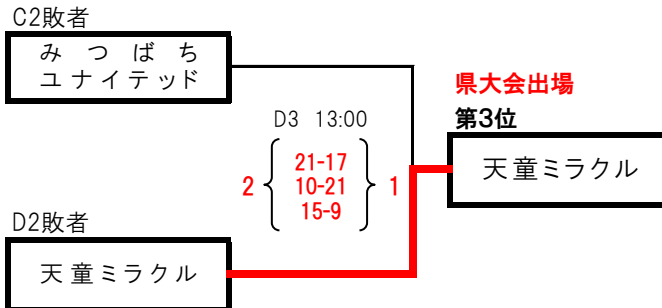 C2敗者
みつばち
ユナイテッド
県大会出場
第3位
D3 13:00
天童ミラクル
21-17
2 10-21 1
15-9
D2敗者
天童ミラクル